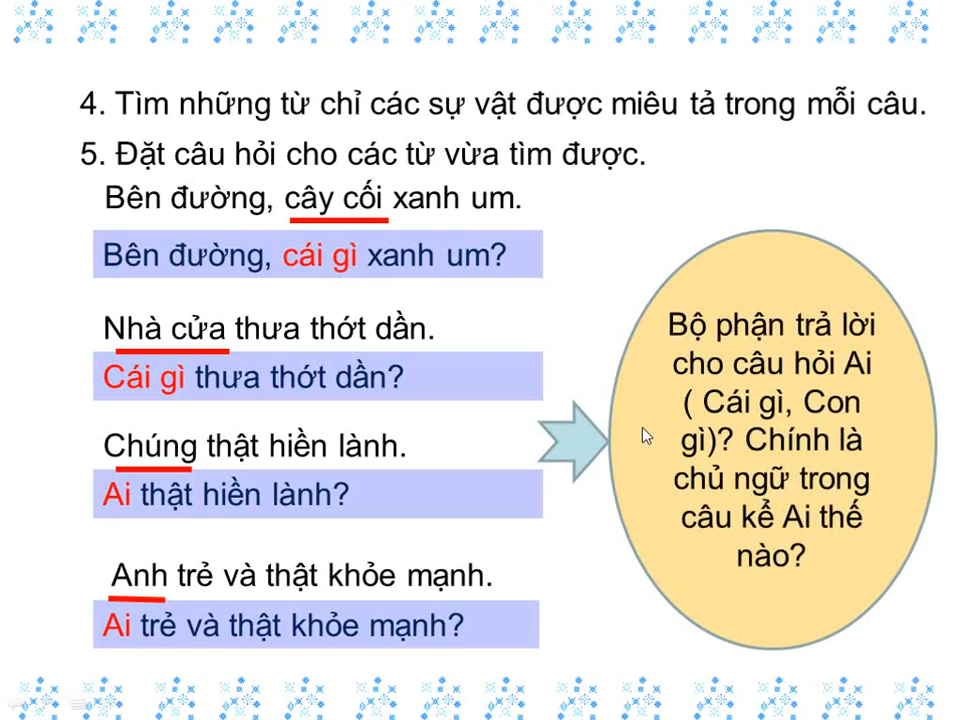 4. Tìm những từ chỉ các sự vật được miêu tả trong mỗi câu.
5. Đặt câu hỏi cho các từ vừa tìm được.
Bên đường, cây cối xanh um.
Bên đường, cái gì xanh um?
Nhà cửa thưa thớt dần.
Cái gì thưa thớt dần?
Chúng thật hiền lành.
Ai thật hiền lành?
Anh trẻ và thật khỏe mạnh.
Ai trẻ và thật khỏe mạnh?
Bộ phận trả lời
cho câu hỏi Ai
( Cái gì, Con
gì)? Chính là
chủ ngữ trong
câu kể Ai thế
nào?